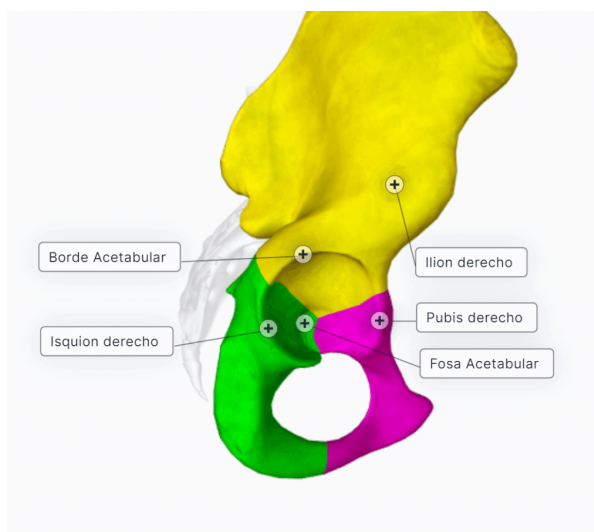 Borde Acetabular
Ilion derecho
Isquion derecho
Pubis derecho
Fosa Acetabular